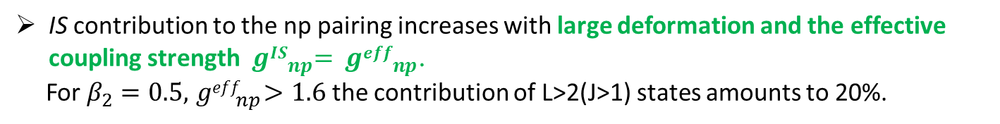 ➢ IS contribution to the np pairing increases with large deformation and the effective
coupling strength g^{IS}_{np} = g^{eff}_{np}.
For β₂ = 0.5, g^{eff}_{np} > 1.6 the contribution of L>2(J>1) states amounts to 20%.